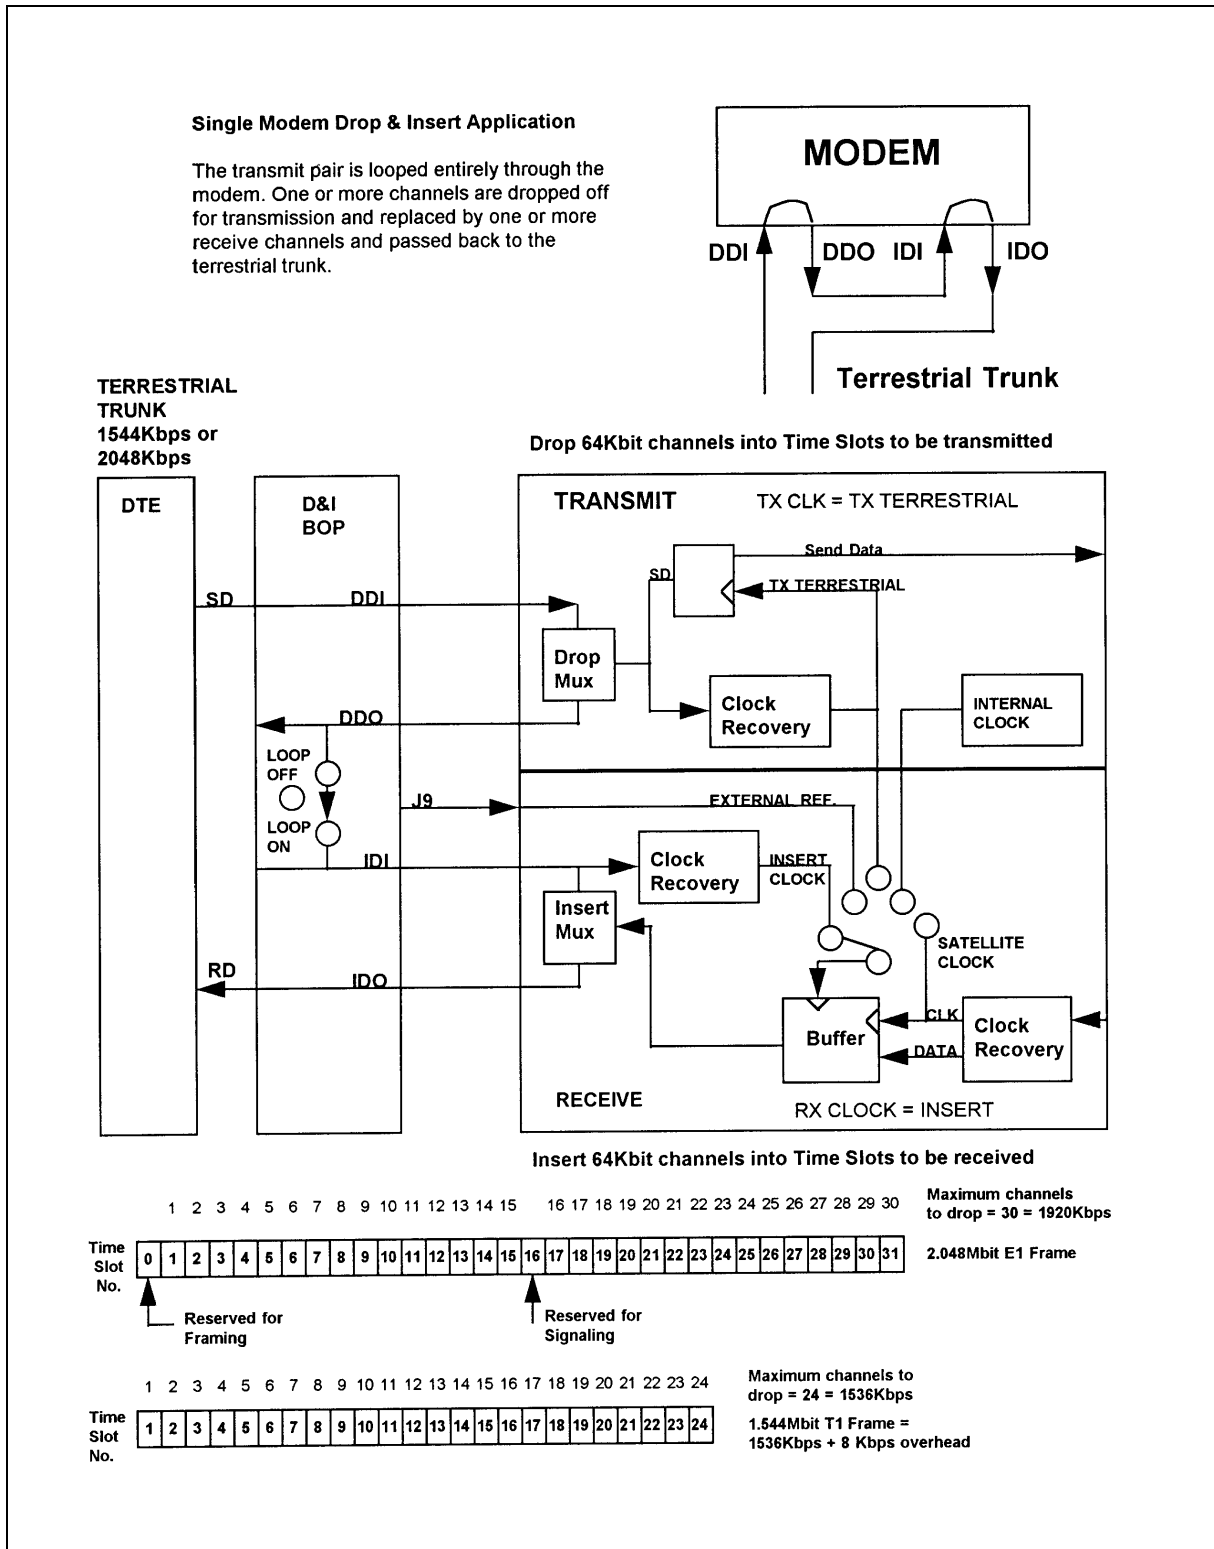 Single Modem Drop & Insert Application
The transmit pair is looped entirely through the
modem. One or more channels are dropped off
for transmission and replaced by one or more
receive channels and passed back to the
terrestrial trunk.
MODEM
DDI
DDO
IDI
IDO
Terrestrial Trunk
TERRESTRIAL
TRUNK
1544Kbps or
2048Kbps
Drop 64Kbit channels into Time Slots to be transmitted
DTE
D&I
BOP
TRANSMIT
TX CLK = TX TERRESTRIAL
Send Data
SD
TX TERRESTRIAL
SD
DDI
Drop
Mux
Clock
Recovery
INTERNAL
CLOCK
DDO
LOOP
OFF
LOOP
ON
J9
EXTERNAL REF.
IDI
Clock
Recovery
INSERT
CLOCK
Insert
Mux
SATELLITE
CLOCK
RD
IDO
Buffer
CLK
DATA
Clock
Recovery
RECEIVE
RX CLOCK = INSERT
Insert 64Kbit channels into Time Slots to be received
1 2 3 4 5 6 7 8 9 10 11 12 13 14 15 16 17 18 19 20 21 22 23 24 25 26 27 28 29 30
Maximum channels
to drop = 30 = 1920Kbps
Time
Slot
No.
0 1 2 3 4 5 6 7 8 9 10 11 12 13 14 15 16 17 18 19 20 21 22 23 24 25 26 27 28 29 30 31
2.048Mbit E1 Frame
Reserved for
Framing
Reserved for
Signaling
1 2 3 4 5 6 7 8 9 10 11 12 13 14 15 16 17 18 19 20 21 22 23 24
Maximum channels to
drop = 24 = 1536Kbps
Time
Slot
No.
1 2 3 4 5 6 7 8 9 10 11 12 13 14 15 16 17 18 19 20 21 22 23 24
1.544Mbit T1 Frame =
1536Kbps + 8 Kbps overhead